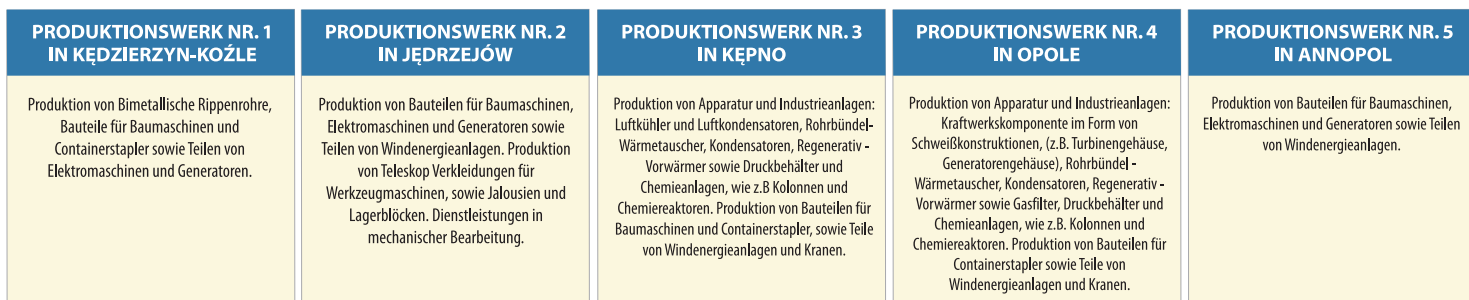 PRODUKTIONSWERK NR. 1
IN KĘDZIERZYN-KOŹLE
Produktion von Bimetallische Rippenrohre,
Bauteile für Baumaschinen und
Containerstapler sowie Teilen von
Elektromaschinen und Generatoren.
PRODUKTIONSWERK NR. 2
IN JĘDRZEJÓW
Produktion von Bauteilen für Baumaschinen,
Elektromaschinen und Generatoren sowie
Teilen von Windenergieanlagen. Produktion
von Teleskop Verkleidungen für
Werkzeugmaschinen, sowie Jalousien und
Lagerblöcken. Dienstleistungen in
mechanischer Bearbeitung.
PRODUKTIONSWERK NR. 3
IN KĘPNO
Produktion von Apparatur und Industrieanlagen:
Luftkühler und Luftkondensatoren, Rohrbündel-
Wärmetauscher, Kondensatoren, Regenerativ -
Vorwärmer sowie Druckbehälter und
Chemieanlagen, wie z.B Kolonnen und
Chemiereaktoren. Produktion von Bauteilen für
Baumaschinen und Containerstapler, sowie Teile
von Windenergieanlagen und Kranen.
PRODUKTIONSWERK NR. 4
IN OPOLE
Produktion von Apparatur und Industrieanlagen:
Kraftwerkskomponente im Form von
Schweißkonstruktionen, (z.B. Turbinengehäuse,
Generatorengehäuse), Rohrbündel -
Wärmetauscher, Kondensatoren, Regenerativ -
Vorwärmer sowie Gasfilter, Druckbehälter und
Chemieanlagen, wie z.B. Kolonnen und
Chemiereaktoren. Produktion von Bauteilen für
Containerstapler sowie Teile von
Windenergieanlagen und Kranen.
PRODUKTIONSWERK NR. 5
IN ANNOPOL
Produktion von Bauteilen für Baumaschinen,
Elektromaschinen und Generatoren sowie Teilen
von Windenergieanlagen.